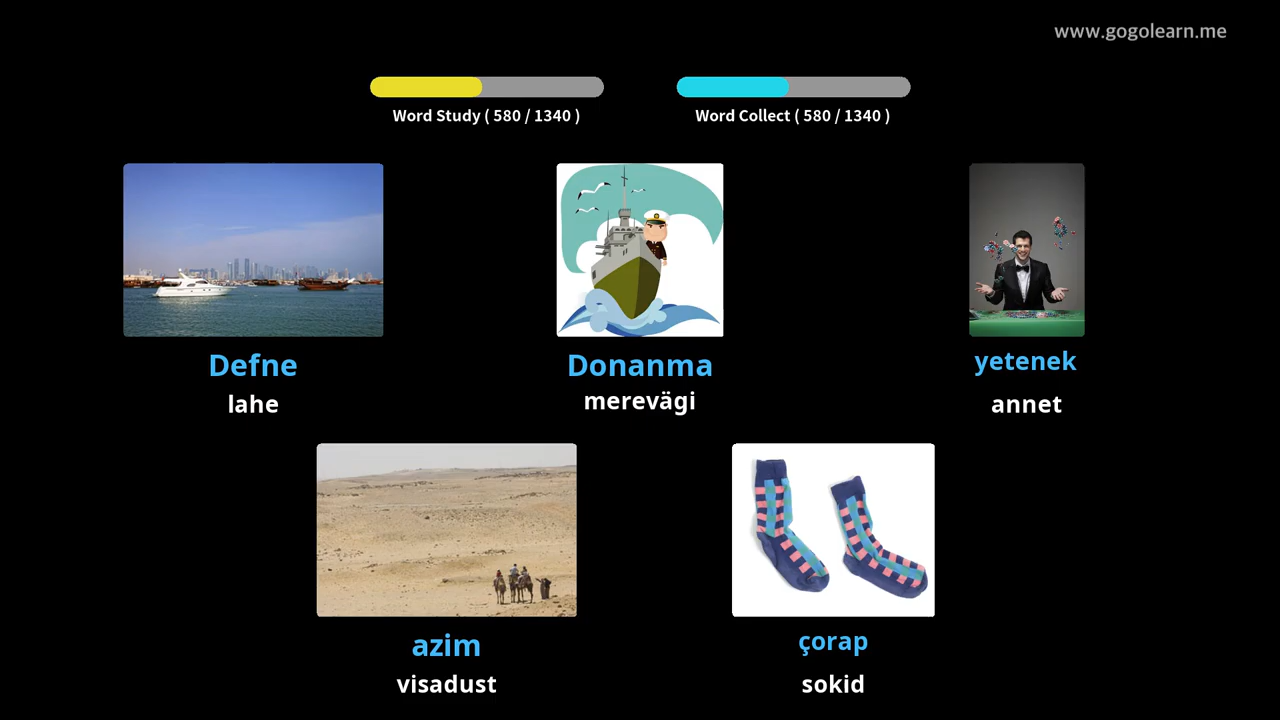 www.gogolearn.me
Word Study ( 580 / 1340 )
Word Collect ( 580 / 1340 )
Defne
lahe
Donanma
merevägi
yetenek
annet
azim
visadust
çorap
sokid